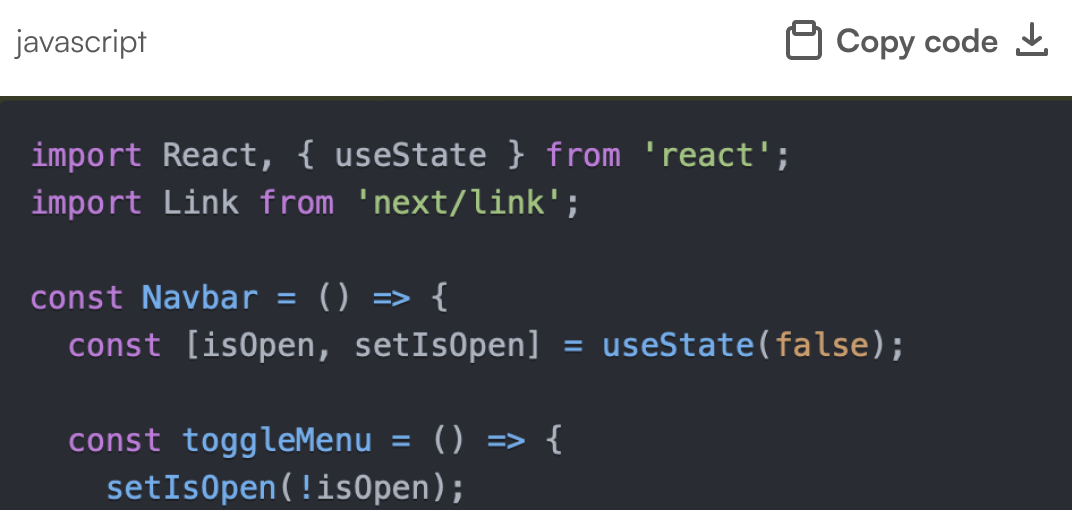 javascript
Copy code
import React, { useState } from 'react';
import Link from 'next/link';
const Navbar = () => {
const [isOpen, setIsOpen] = useState(false);
const toggleMenu = () => {
setIsOpen(!isOpen);